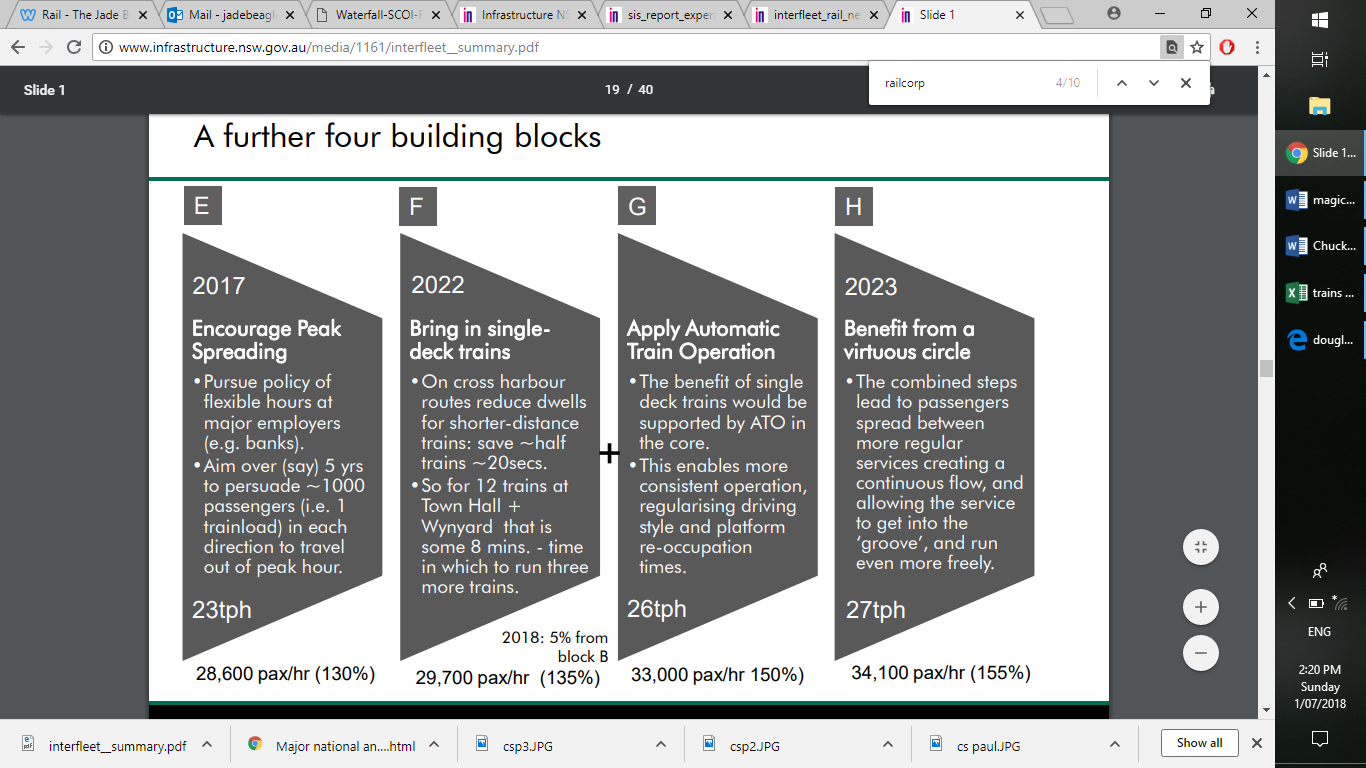 Rail - The Jade B
Mail - jadebeagl
Waterfall-SCOI-F
Infrastructure N
sis_report_exper
interfleet_rail_ne
Slide 1
www.infrastructure.nsw.gov.au/media/1161/interfleet__summary.pdf
railcorp 4/10
Slide 1
19 / 40
A further four building blocks
E
2017
Encourage Peak
Spreading
•Pursue policy of
flexible hours at
major employers
(e.g. banks).
•Aim over (say) 5 yrs
to persuade ~1000
passengers (i.e. 1
trainload) in each
direction to travel
out of peak hour.
23tph
28,600 pax/hr (130%)
F
2022
Bring in single-
deck trains
•On cross harbour
routes reduce dwells
for shorter-distance
trains: save ~half
trains ~20secs.
•So for 12 trains at
Town Hall +
Wynyard that is
some 8 mins. - time
in which to run three
more trains.
2018: 5% from
block B
29,700 pax/hr (135%)
+
G
Apply Automatic
Train Operation
•The benefit of single
deck trains would be
supported by ATO in
the core.
•This enables more
consistent operation,
regularising driving
style and platform
re-occupation
times.
26tph
33,000 pax/hr 150%)
H
2023
Benefit from a
virtuous circle
•The combined steps
lead to passengers
spread between
more regular
services creating a
continuous flow, and
allowing the service
to get into the
‘groove’, and run
even more freely.
27tph
34,100 pax/hr (155%)
interfleet__summary.pdf
Major national an....html
csp3.JPG
csp2.JPG
cs paul.JPG
Show all
Slide 1...
magic...
Chuck...
trains ...
dougl...
ENG
2:20 PM
Sunday
1/07/2018